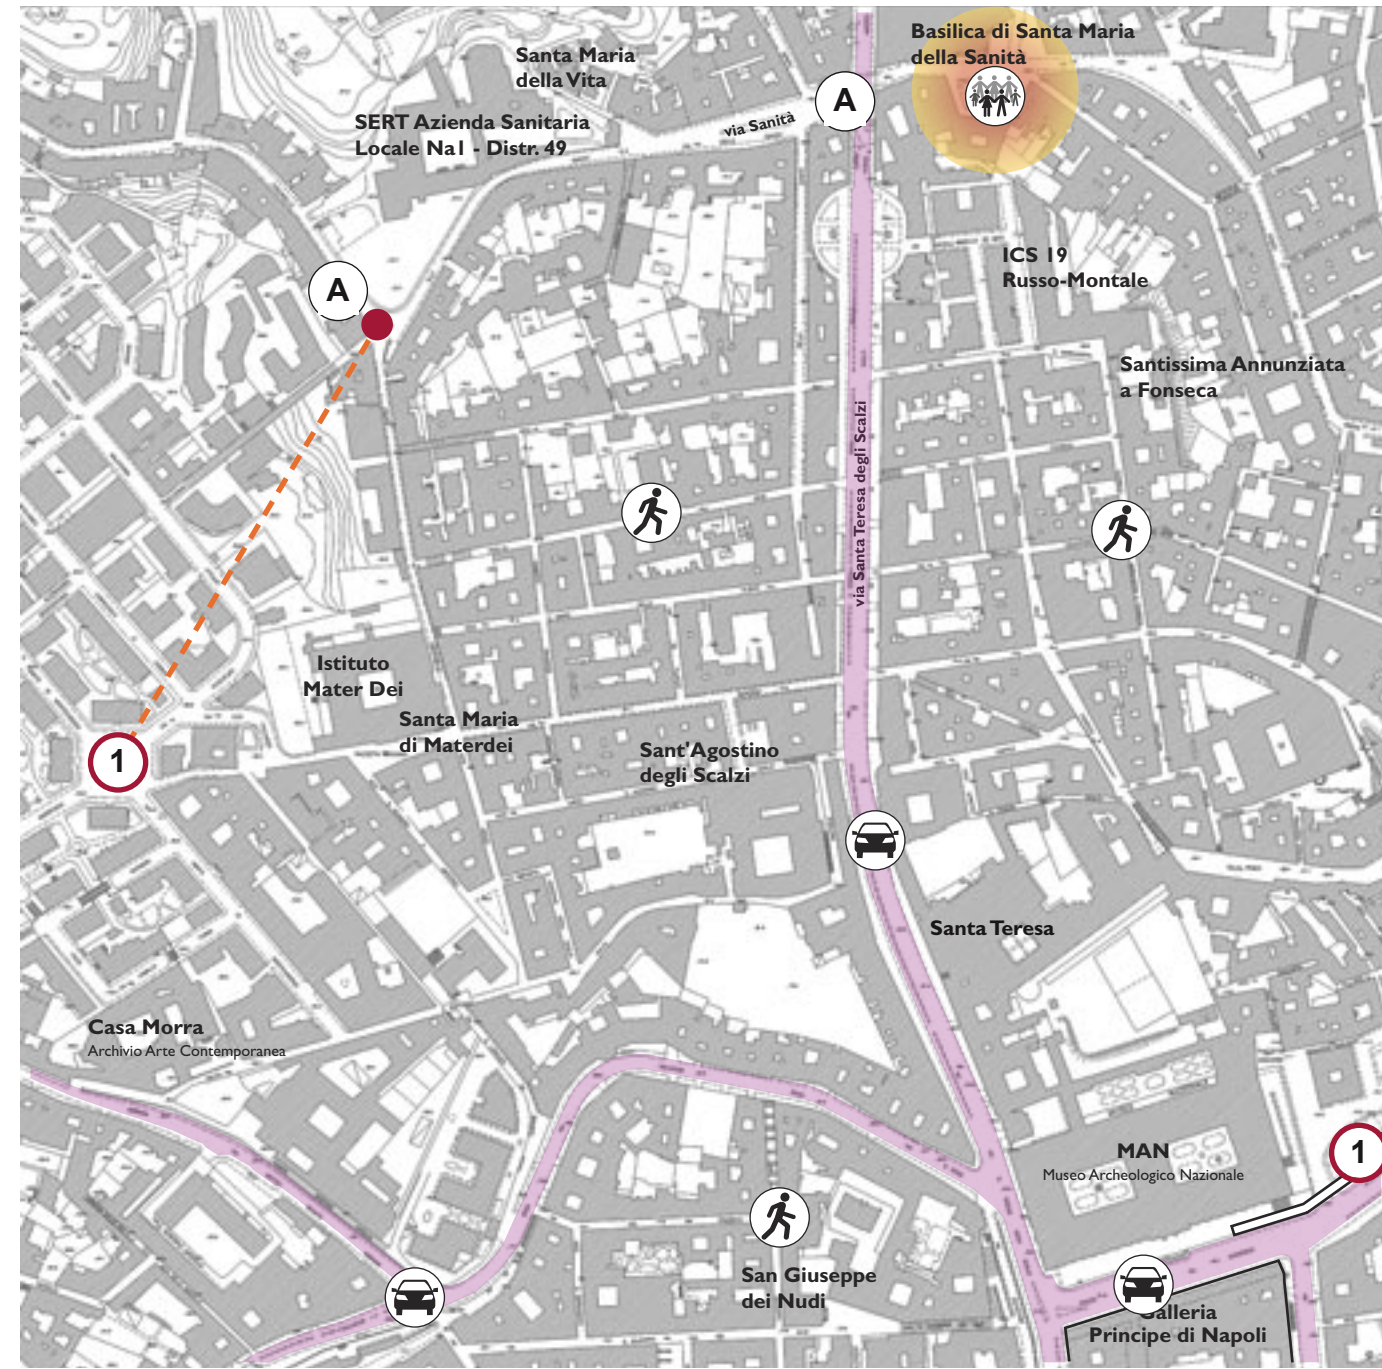 Basilica di Santa Maria
della Sanità
Santa Maria
della Vita
A
SERT Azienda Sanitaria
Locale Na1 - Distr. 49
via Sanità
ICS 19
Russo-Montale
A
Santissima Annunziata
a Fonseca
via Santa Teresa degli Scalzi
Istituto
Mater Dei
Santa Maria
di Materdei
Sant'Agostino
degli Scalzi
1
Santa Teresa
Casa Morra
Archivio Arte Contemporanea
MAN
Museo Archeologico Nazionale
1
San Giuseppe
dei Nudi
Galleria
Principe di Napoli